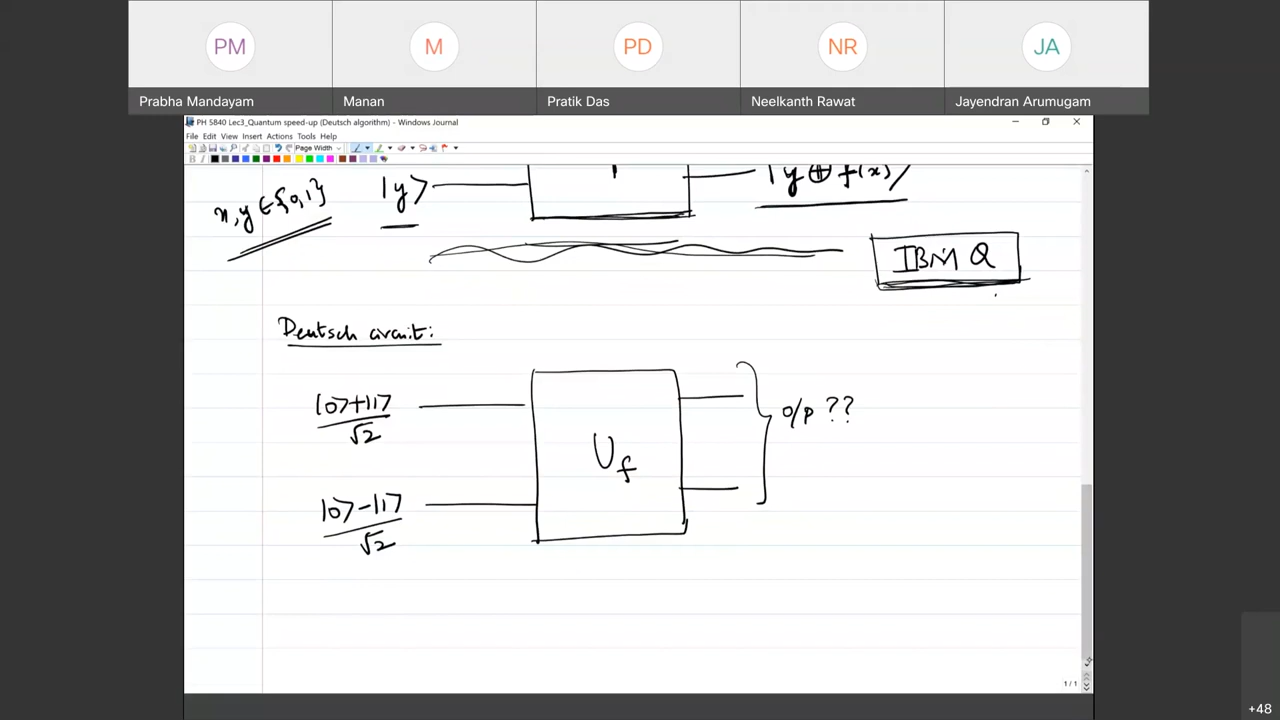 PM M PD NR JA
Prabha Mandayam Manan Pratik Das Neelkanth Rawat Jayendran Arumugam
PH 5840 Lec3_Quantum speed-up (Deutsch algorithm) - Windows Journal
File Edit View Insert Actions Tools Help
Page Width
B I
x, y ∈ {0,1} |y⟩ |y ⊕ f(x)⟩
IBM Q
Deutsch circuit:
|0⟩+|1⟩
√2
o/p ??
U_f
|0⟩-|1⟩
√2
1 / 1
+48